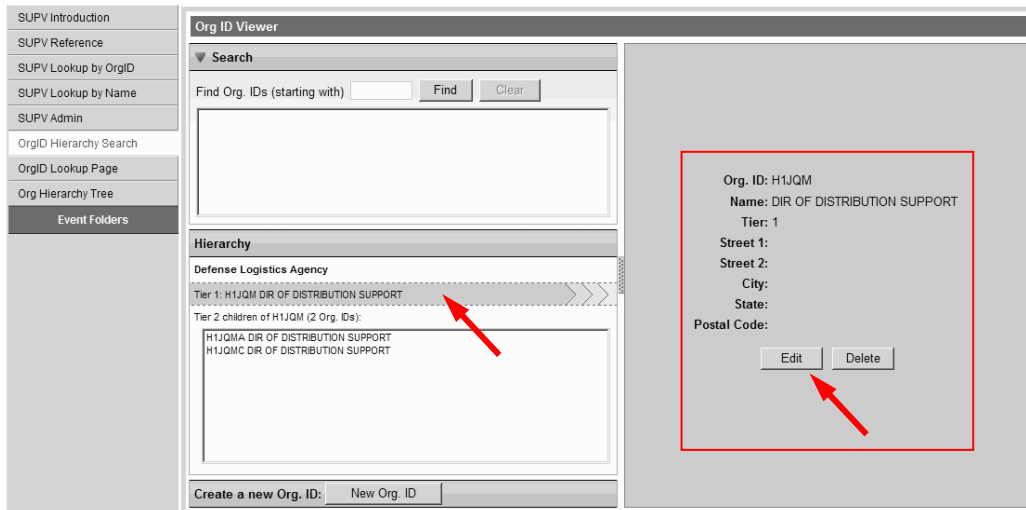 SUPV Introduction
SUPV Reference
SUPV Lookup by OrgID
SUPV Lookup by Name
SUPV Admin
OrgID Hierarchy Search
OrgID Lookup Page
Org Hierarchy Tree
Event Folders
Org ID Viewer
Search
Find Org. IDs (starting with) Find Clear
Hierarchy
Defense Logistics Agency
Tier 1: H1JQM DIR OF DISTRIBUTION SUPPORT
Tier 2 children of H1JQM (2 Org. IDs):
H1JQMA DIR OF DISTRIBUTION SUPPORT
H1JQMC DIR OF DISTRIBUTION SUPPORT
Create a new Org. ID: New Org. ID
Org. ID: H1JQM
Name: DIR OF DISTRIBUTION SUPPORT
Tier: 1
Street 1:
Street 2:
City:
State:
Postal Code:
Edit Delete